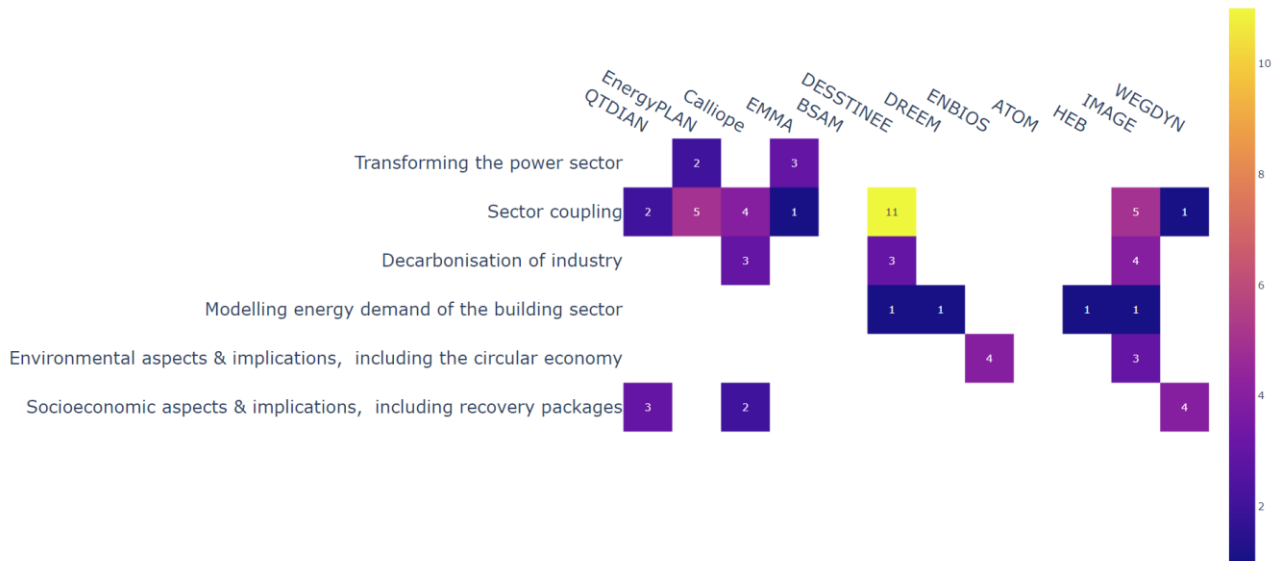 QTDIAN
EnergyPLAN
Calliope
EMMA
BSAM
DESSTINEE
DREEM
ENBIOS
ATOM
HEB
IMAGE
WEGDYN
10
8
6
4
2
Transforming the power sector 2 3
Sector coupling 2 5 4 1 11 5 1
Decarbonisation of industry 3 3 4
Modelling energy demand of the building sector 1 1 1 1
Environmental aspects & implications, including the circular economy 4 3
Socioeconomic aspects & implications, including recovery packages 3 2 4